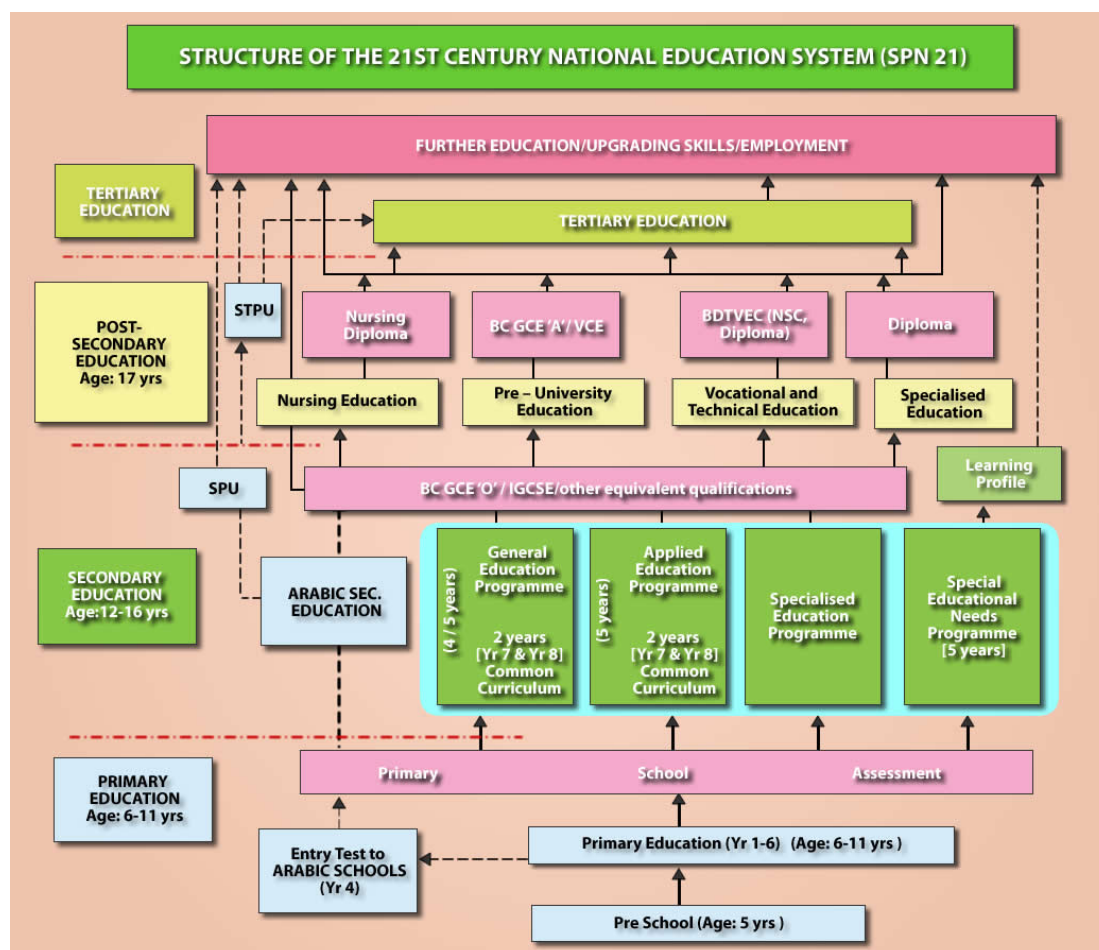 STRUCTURE OF THE 21ST CENTURY NATIONAL EDUCATION SYSTEM (SPN 21)
FURTHER EDUCATION/UPGRADING SKILLS/EMPLOYMENT
TERTIARY
EDUCATION
TERTIARY EDUCATION
POST-
SECONDARY
EDUCATION
Age: 17 yrs
STPU
Nursing
Diploma
BC GCE ‘A’/ VCE
BDTVEC (NSC,
Diploma)
Diploma
Nursing Education
Pre – University
Education
Vocational and
Technical Education
Specialised
Education
SPU
BC GCE ‘O’ / IGCSE/other equivalent qualifications
Learning
Profile
SECONDARY
EDUCATION
Age:12-16 yrs
ARABIC SEC.
EDUCATION
(4 / 5 years)
General
Education
Programme
2 years
[Yr 7 & Yr 8]
Common
Curriculum
(5 years)
Applied
Education
Programme
2 years
[Yr 7 & Yr 8]
Common
Curriculum
Specialised
Education
Programme
Special
Educational
Needs
Programme
[5 years]
PRIMARY
EDUCATION
Age: 6-11 yrs
Primary School Assessment
Entry Test to
ARABIC SCHOOLS
(Yr 4)
Primary Education (Yr 1-6) (Age: 6-11 yrs )
Pre School (Age: 5 yrs )